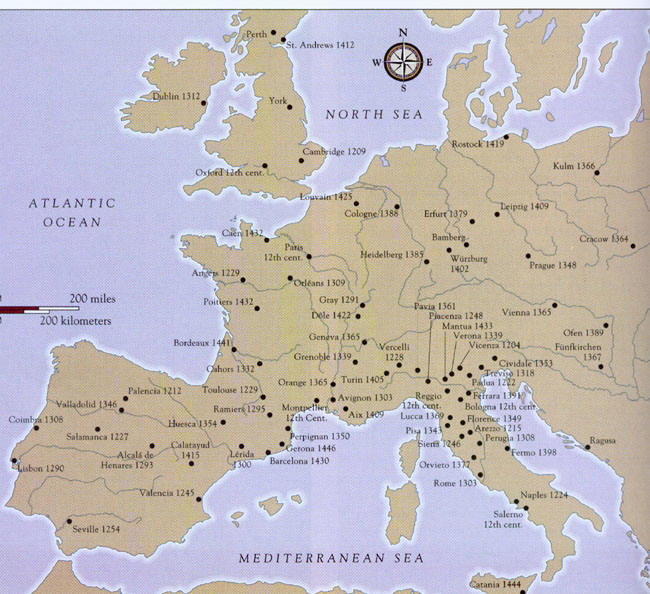 Perth
St. Andrews 1412
N
W
E
S
Dublin 1312
York
NORTH SEA
Cambridge 1209
Oxford 12th cent.
Rostock 1419
Kulm 1366
ATLANTIC
OCEAN
Louvain 1425
Cologne 1388
Erfurt 1379
Leiptig 1409
Caen 1432
Paris
12th cent.
Bamberg
Cracow 1364
Heidelberg 1385
Würzburg
1402
Prague 1348
Angers 1229
Orléans 1309
200 miles
200 kilometers
Poitiers 1432
Gray 1291
Dôle 1422
Pavia 1361
Piacenza 1248
Mantua 1433
Verona 1339
Vicenza 1204
Vienna 1365
Ofen 1389
Fünfkirchen
1367
Bordeaux 1441
Geneva 1365
Vercelli
1228
Cahors 1332
Grenoble 1339
Cividale 1353
Treviso 1318
Turin 1405
Padua 1222
Palencia 1212
Toulouse 1229
Orange 1365
Avignon 1303
Reggio
12th cent.
Ferrara 1391
Bologna 12th cent.
Valladolid 1346
Ramiers 1295
Montpellier
12th Cent.
Aix 1409
Lucca 1369
Florence 1349
Coimbra 1308
Huesca 1354
Pisa 1343
Arezzo 1215
Salamanca 1227
Perpignan 1350
Siena 1246
Perugia 1308
Alcalá de
Henares 1293
Calatayud
1415
Lérida
1300
Gerona 1446
Barcelona 1430
Fermo 1398
Ragusa
Lisbon 1290
Orvieto 1377
Rome 1303
Valencia 1245
Naples 1224
Salerno
12th cent.
Seville 1254
MEDITERRANEAN SEA
Catania 1444